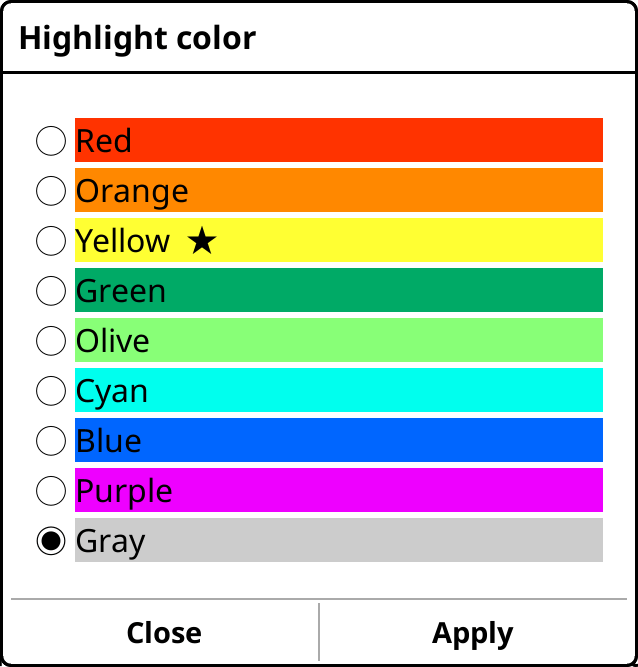 Highlight color
Red
Orange
Yellow ★
Green
Olive
Cyan
Blue
Purple
Gray
Close Apply